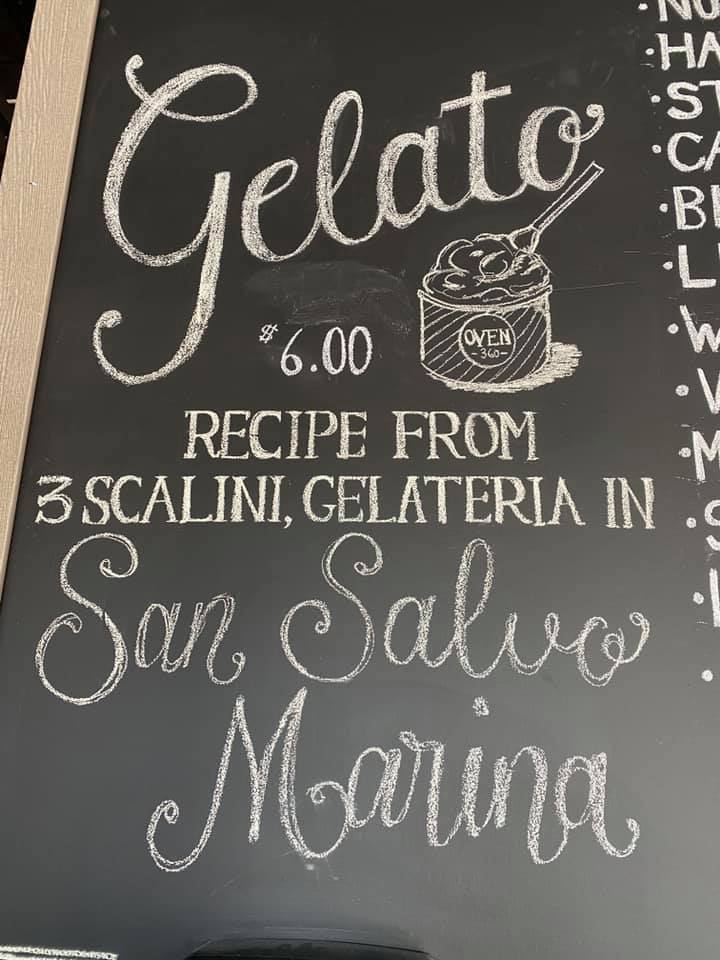 Gelato
$6.00
OVEN
-360-
RECIPE FROM
3 SCALINI, GELATERIA IN
San Salvo
Marina